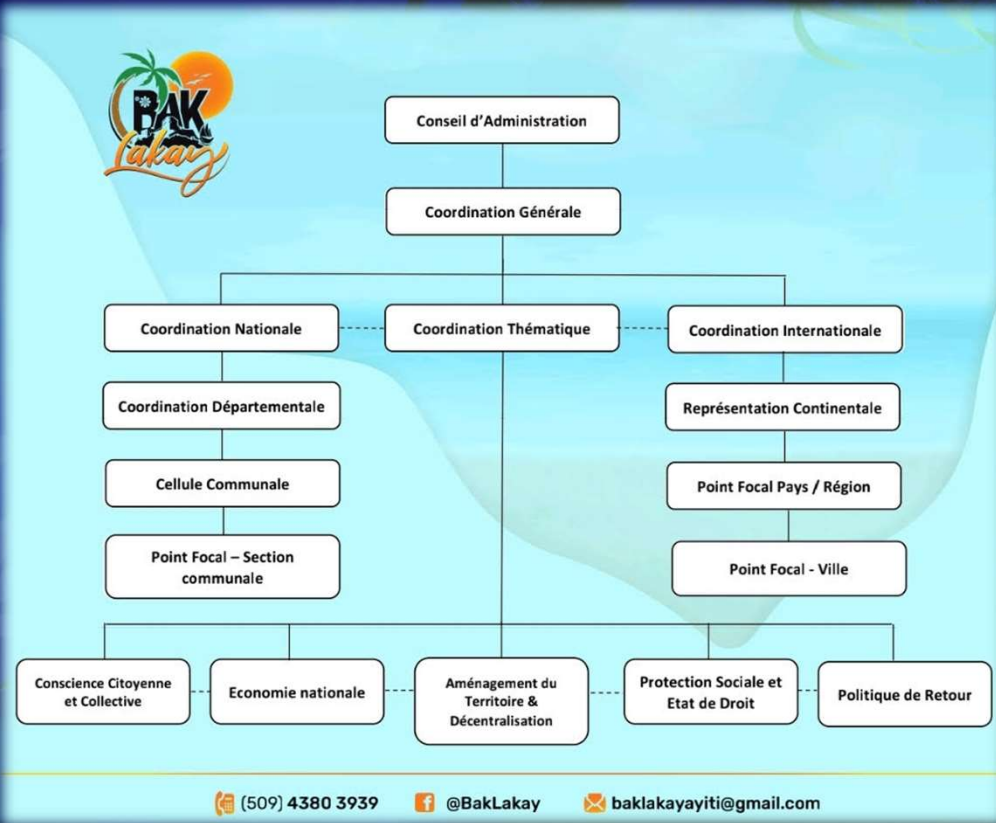 BAK
Lakay
Conseil d'Administration
Coordination Générale
Coordination Nationale
Coordination Thématique
Coordination Internationale
Coordination Départementale
Représentation Continentale
Cellule Communale
Point Focal Pays / Région
Point Focal – Section
communale
Point Focal - Ville
Conscience Citoyenne
et Collective
Economie nationale
Aménagement du
Territoire &
Décentralisation
Protection Sociale et
Etat de Droit
Politique de Retour
(509) 4380 3939
@BakLakay
baklakayayiti@gmail.com